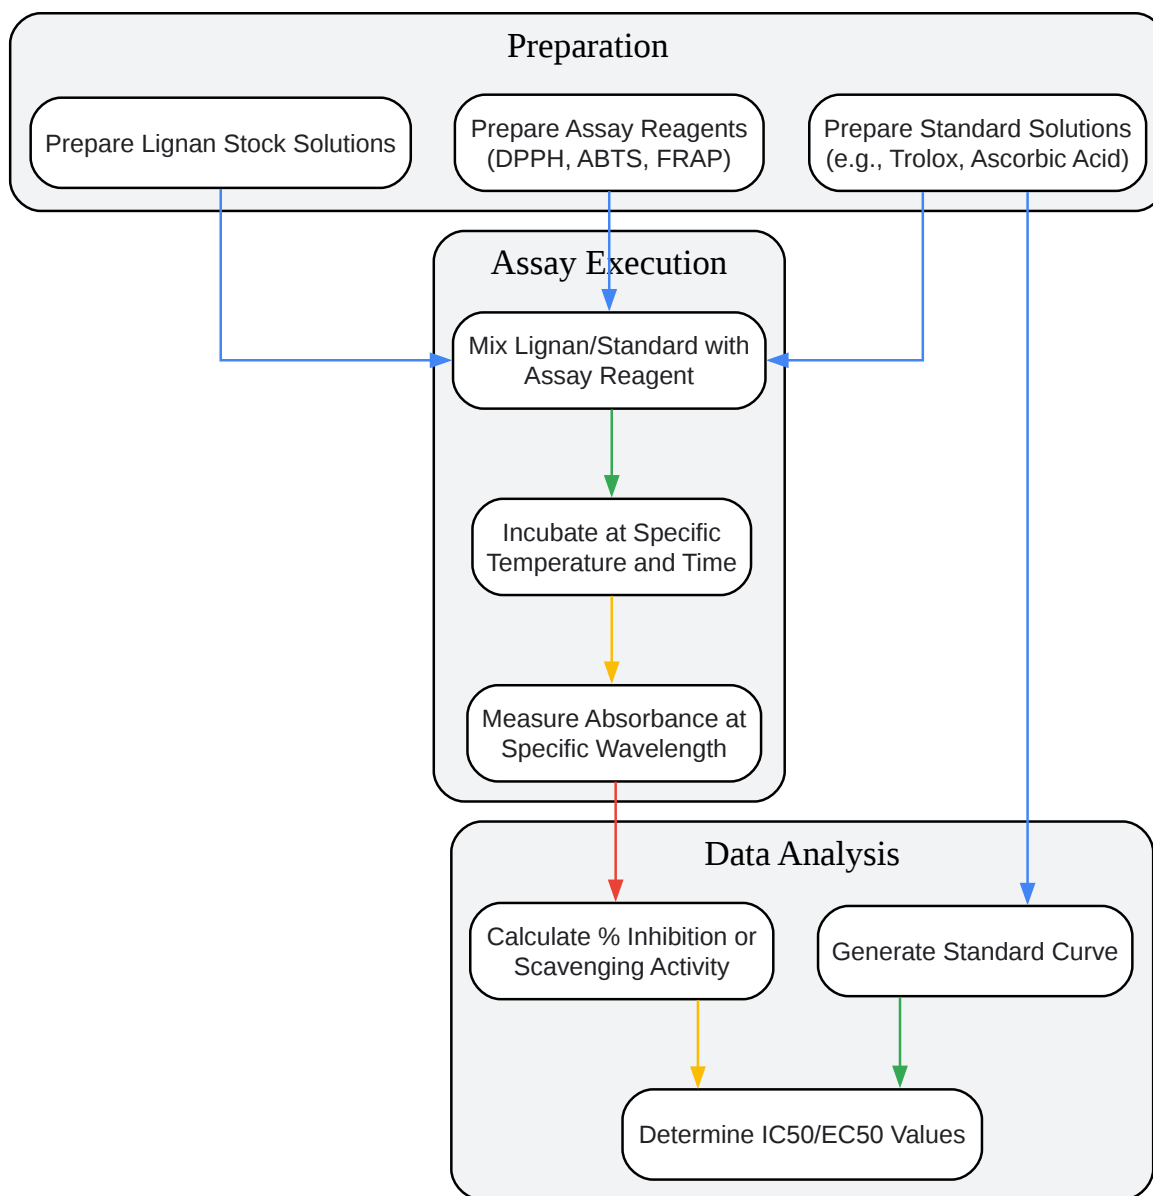 Preparation
Prepare Lignan Stock Solutions
Prepare Assay Reagents
(DPPH, ABTS, FRAP)
Prepare Standard Solutions
(e.g., Trolox, Ascorbic Acid)
Assay Execution
Mix Lignan/Standard with
Assay Reagent
Incubate at Specific
Temperature and Time
Measure Absorbance at
Specific Wavelength
Data Analysis
Calculate % Inhibition or
Scavenging Activity
Generate Standard Curve
Determine IC50/EC50 Values